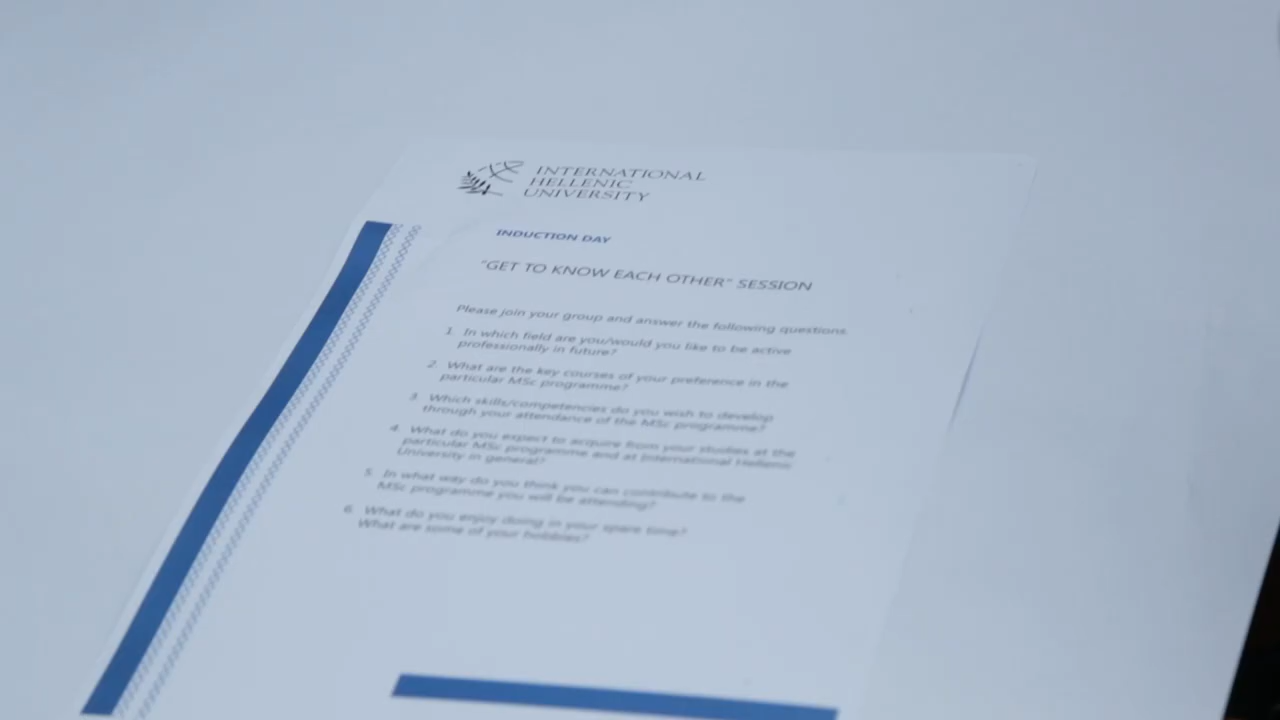 INTERNATIONAL
HELLENIC
UNIVERSITY
INDUCTION DAY
"GET TO KNOW EACH OTHER" SESSION
Please join your group and answer the following questions
1. In which field are you/would you like to be active
professionally in future?
2. What are the key courses of your preference in the
particular MSc programme?
3. Which skills/competencies do you wish to develop
through your attendance of the MSc programme?
4. What do you expect to acquire from your studies at the
particular MSc programme and at International Hellenic
University in general?
5. In what way do you think you can contribute to the
MSc programme you will be attending?
6. What do you enjoy doing in your spare time?
What are some of your hobbies?